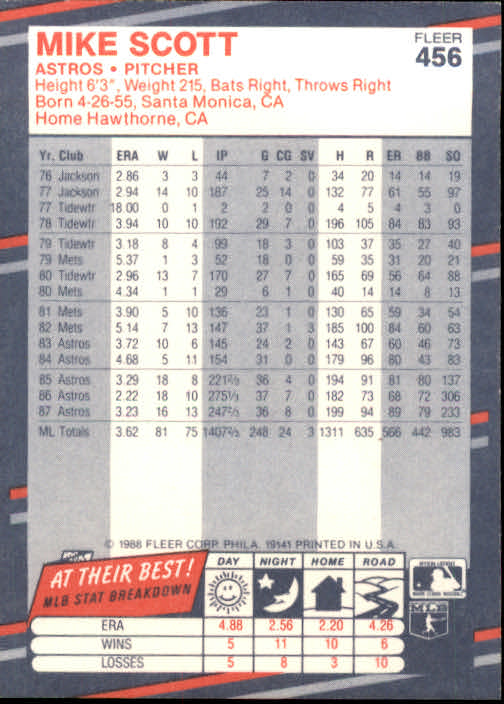 MIKE SCOTT
FLEER
456
ASTROS • PITCHER
Height 6'3", Weight 215, Bats Right, Throws Right
Born 4-26-55, Santa Monica, CA
Home Hawthorne, CA
Yr. Club ERA W L IP G CG SV H R ER BB SO
76 Jackson 2.86 3 3 44 7 2 0 34 20 14 14 19
77 Jackson 2.94 14 10 187 25 14 0 132 77 61 55 97
77 Tidewtr 18.00 0 1 2 2 0 0 4 5 4 3 0
78 Tidewtr 3.94 10 10 192 29 7 0 196 105 84 83 93
79 Tidewtr 3.18 8 4 99 18 3 0 103 37 35 27 40
79 Mets 5.37 1 3 52 18 0 0 59 35 31 20 21
80 Tidewtr 2.96 13 7 170 27 7 0 165 69 56 64 88
80 Mets 4.34 1 1 29 6 1 0 40 14 14 8 13
81 Mets 3.90 5 10 136 23 1 0 130 65 59 34 54
82 Mets 5.14 7 13 147 37 1 3 185 100 84 60 63
83 Astros 3.72 10 6 145 24 2 0 143 67 60 46 73
84 Astros 4.68 5 11 154 31 0 0 179 96 80 43 83
85 Astros 3.29 18 8 221⅔ 36 4 0 194 91 81 80 137
86 Astros 2.22 18 10 275⅓ 37 7 0 182 73 68 72 306
87 Astros 3.23 16 13 247⅔ 36 8 0 199 94 89 79 233
ML Totals 3.62 81 75 1407⅔ 248 24 3 1311 635 566 442 983
© 1988 FLEER CORP. PHILA. 19141 PRINTED IN U.S.A.
AT THEIR BEST!
MLB STAT BREAKDOWN
DAY NIGHT HOME ROAD
ERA 4.88 2.56 2.20 4.26
WINS 5 11 10 6
LOSSES 5 8 3 10
MLB